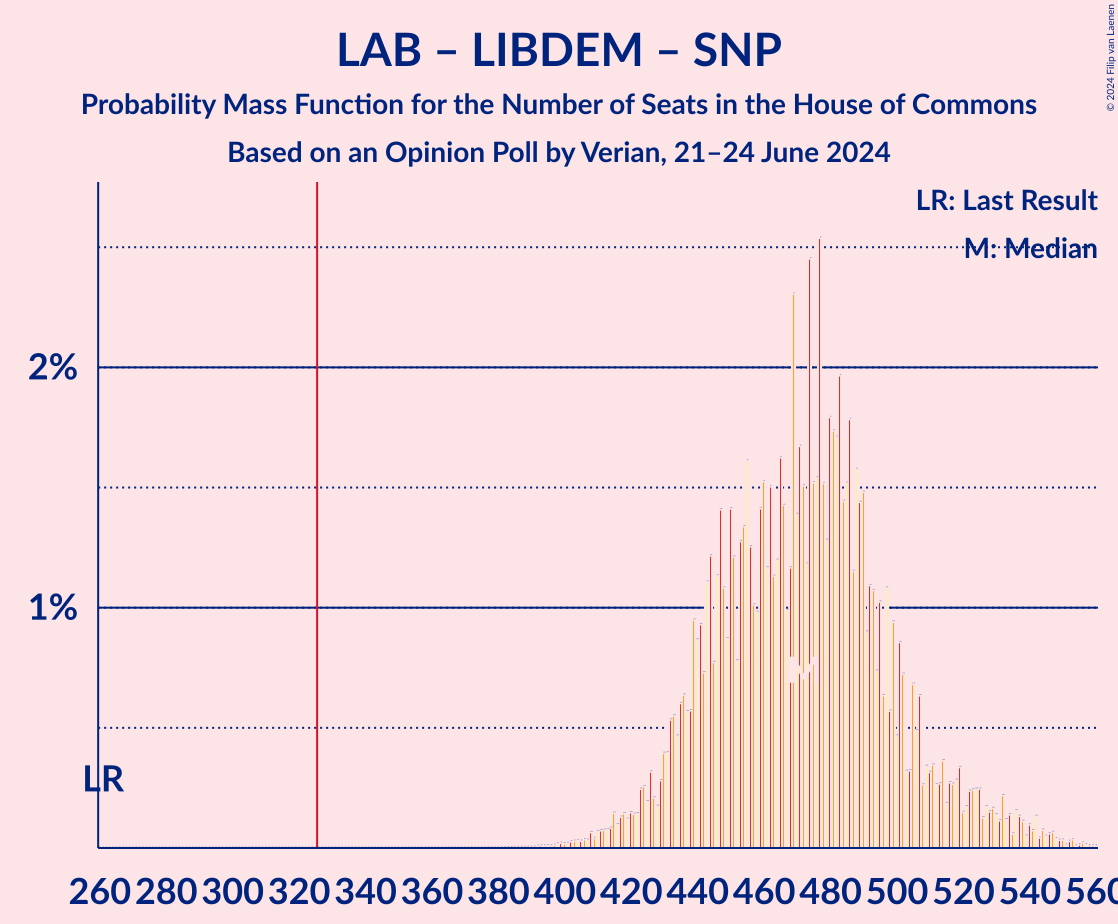 LAB – LIBDEM – SNP
Probability Mass Function for the Number of Seats in the House of Commons
Based on an Opinion Poll by Verian, 21–24 June 2024
© 2024 Filip van Laenen
LR: Last Result
M: Median
2%
1%
M
LR
260 280 300 320 340 360 380 400 420 440 460 480 500 520 540 560